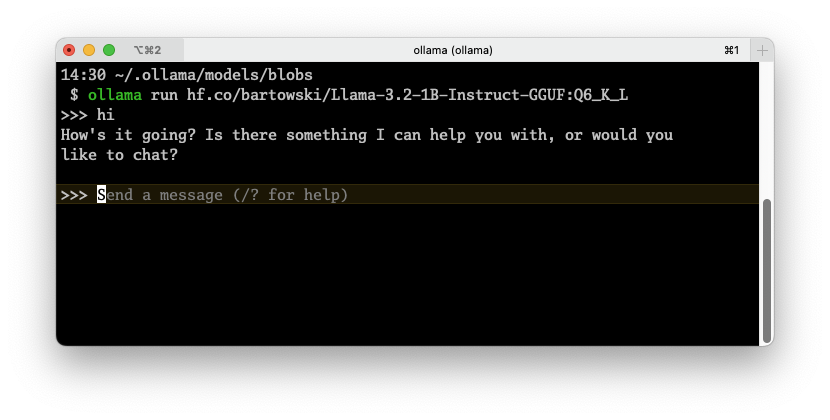 ⌥⌘2 ollama (ollama) ⌘1 +
14:30 ~/.ollama/models/blobs
$ ollama run hf.co/bartowski/Llama-3.2-1B-Instruct-GGUF:Q6_K_L
>>> hi
How's it going? Is there something I can help you with, or would you
like to chat?
>>> Send a message (/? for help)